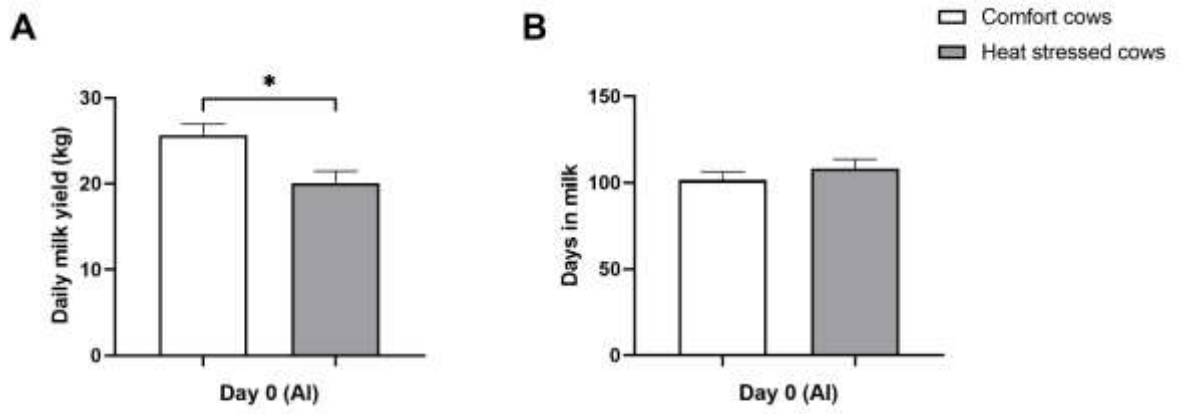 A
B
Comfort cows
Heat stressed cows
*
30
20
10
0
Daily milk yield (kg)
Day 0 (AI)
150
100
50
0
Days in milk
Day 0 (AI)